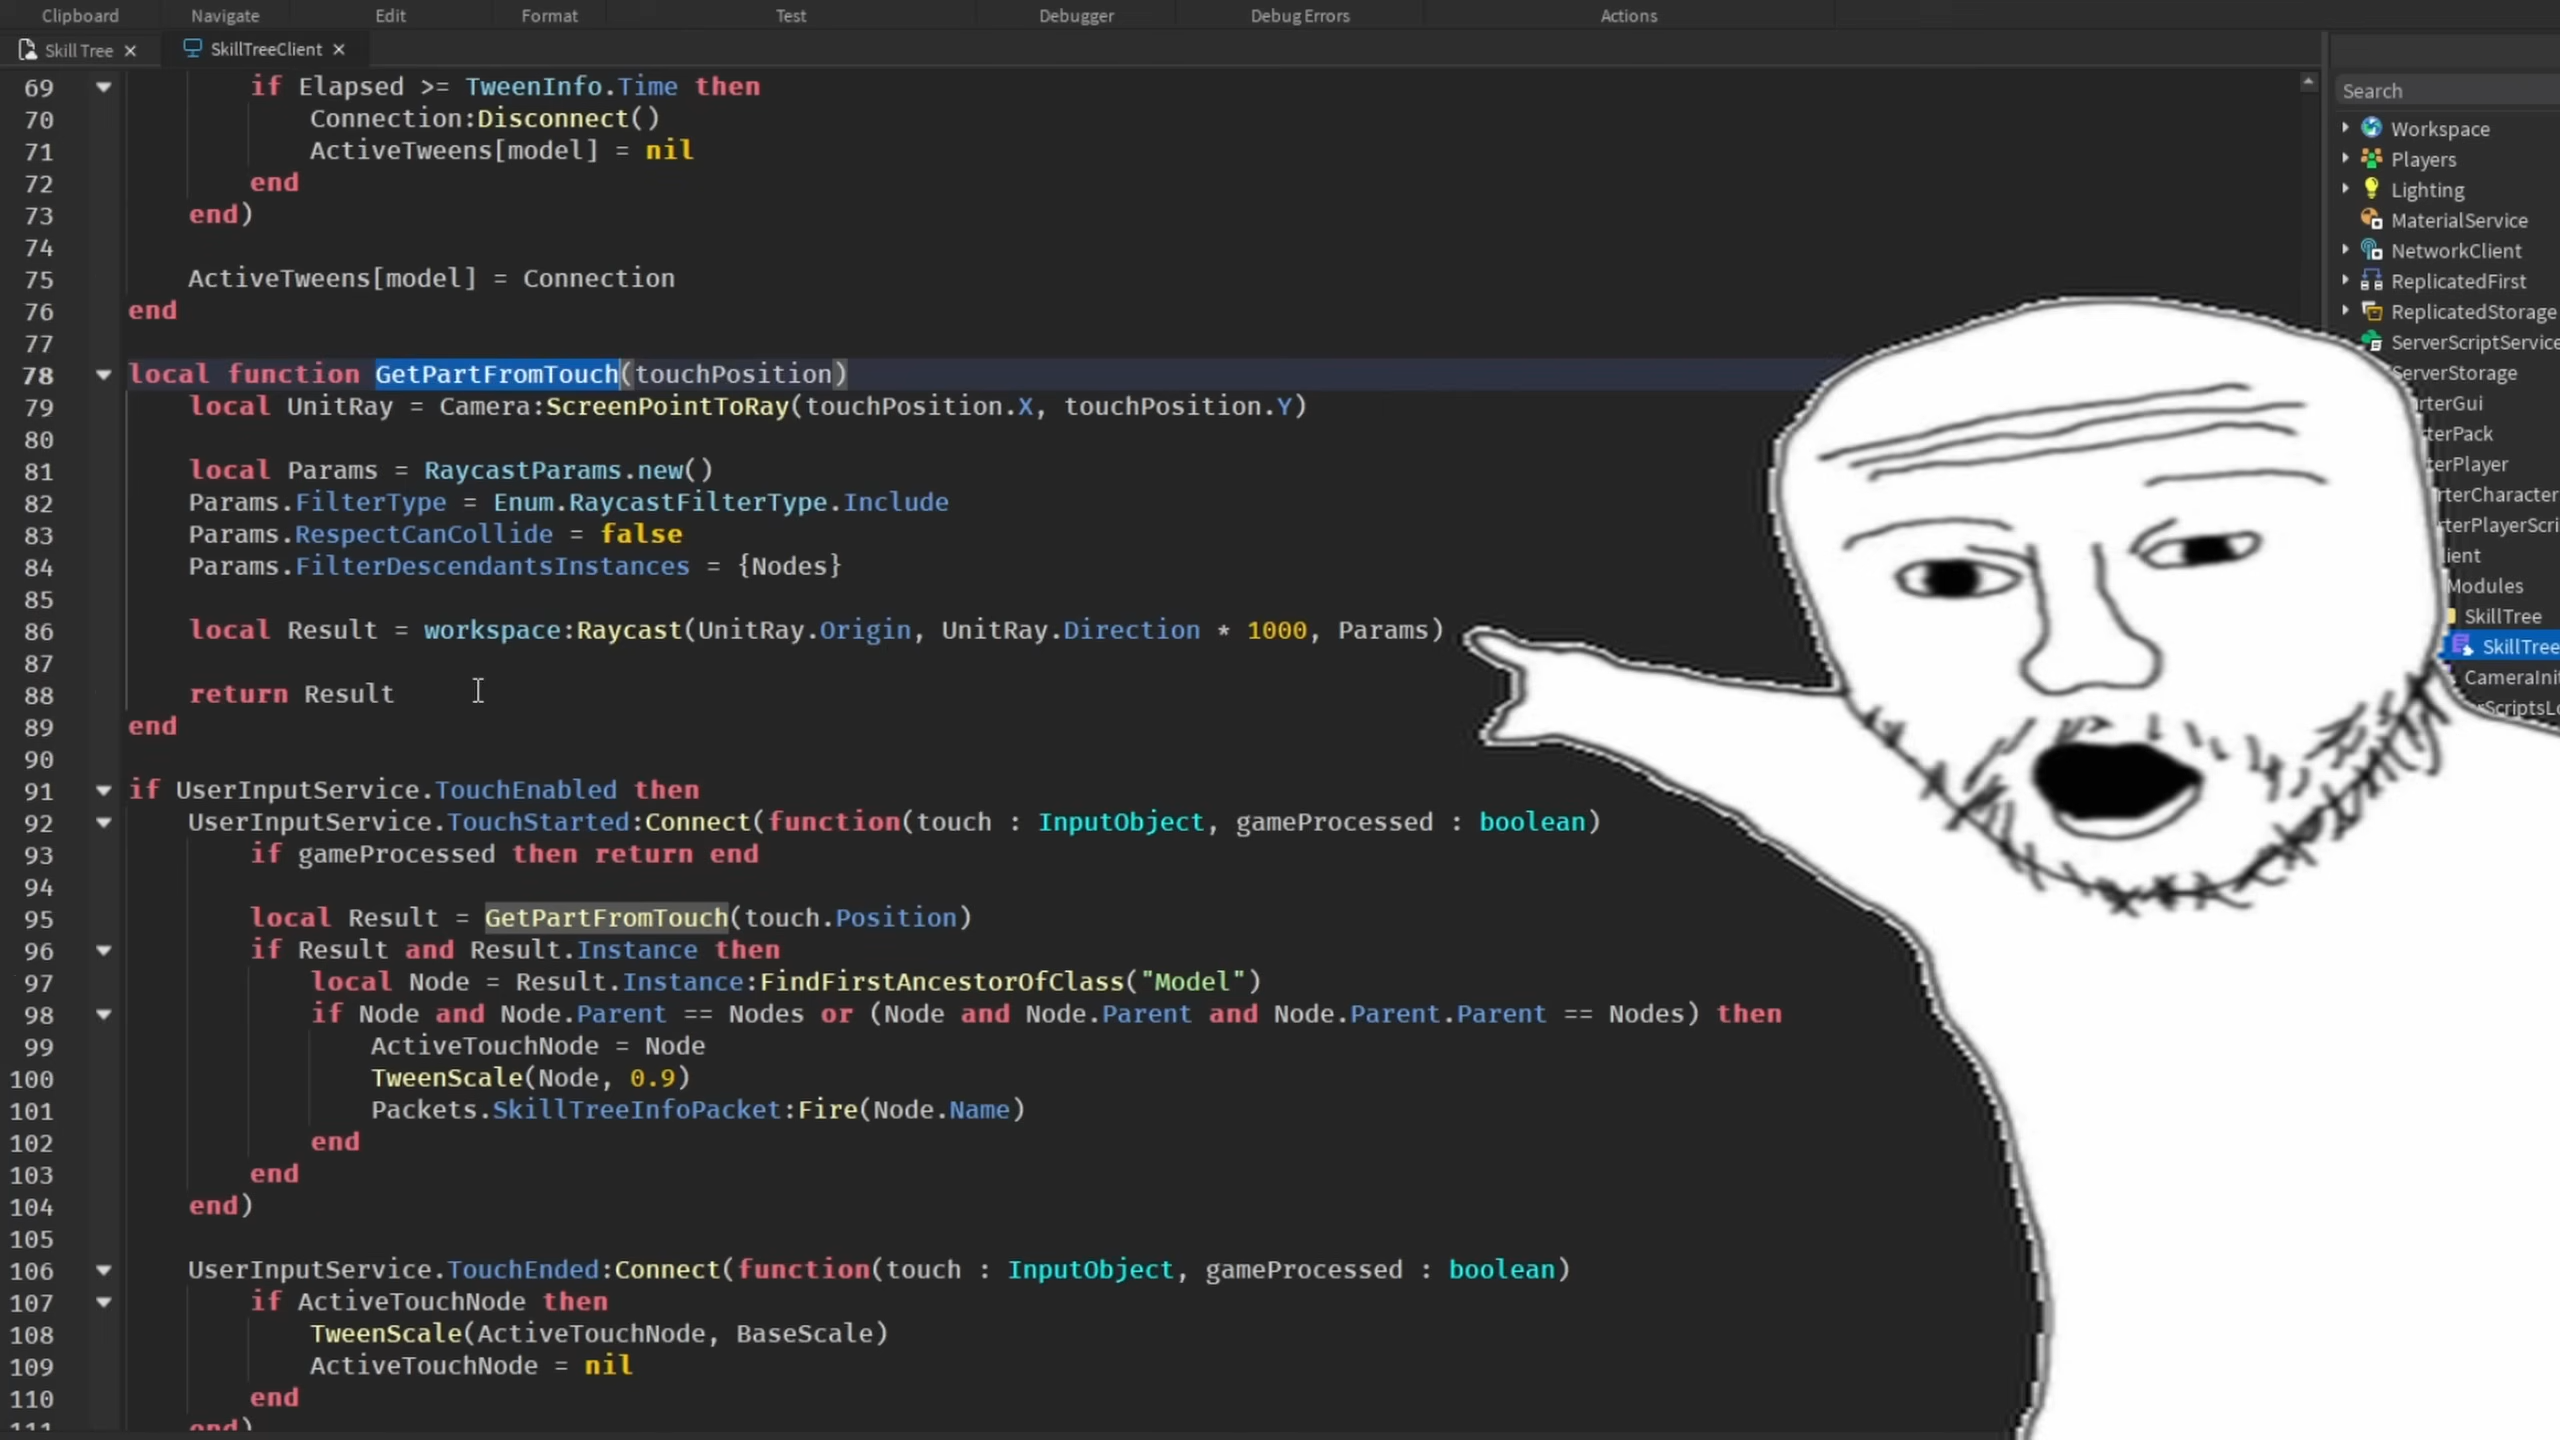 Clipboard Navigate Edit Format Test Debugger Debug Errors Actions
Skill Tree SkillTreeClient
69 if Elapsed >= TweenInfo.Time then
70 Connection:Disconnect()
71 ActiveTweens[model] = nil
72 end
73 end)
74
75 ActiveTweens[model] = Connection
76 end
77
78 local function GetPartFromTouch(touchPosition)
79 local UnitRay = Camera:ScreenPointToRay(touchPosition.X, touchPosition.Y)
80
81 local Params = RaycastParams.new()
82 Params.FilterType = Enum.RaycastFilterType.Include
83 Params.RespectCanCollide = false
84 Params.FilterDescendantsInstances = {Nodes}
85
86 local Result = workspace:Raycast(UnitRay.Origin, UnitRay.Direction * 1000, Params)
87
88 return Result
89 end
90
91 if UserInputService.TouchEnabled then
92 UserInputService.TouchStarted:Connect(function(touch : InputObject, gameProcessed : boolean)
93 if gameProcessed then return end
94
95 local Result = GetPartFromTouch(touch.Position)
96 if Result and Result.Instance then
97 local Node = Result.Instance:FindFirstAncestorOfClass("Model")
98 if Node and Node.Parent == Nodes or (Node and Node.Parent and Node.Parent.Parent == Nodes) then
99 ActiveTouchNode = Node
100 TweenScale(Node, 0.9)
101 Packets.SkillTreeInfoPacket:Fire(Node.Name)
102 end
103 end
104 end)
105
106 UserInputService.TouchEnded:Connect(function(touch : InputObject, gameProcessed : boolean)
107 if ActiveTouchNode then
108 TweenScale(ActiveTouchNode, BaseScale)
109 ActiveTouchNode = nil
110 end
111 end)
Search
Workspace
Players
Lighting
MaterialService
NetworkClient
ReplicatedFirst
ReplicatedStorage
ServerScriptService
ServerStorage
rterGui
terPack
terPlayer
rterCharacter
terPlayerScri
ient
Modules
SkillTree
SkillTree
CameraInit
rScriptsLo